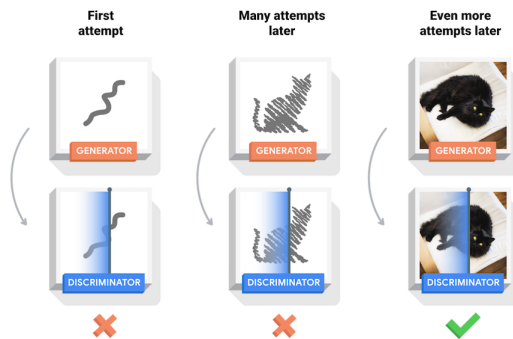 First
attempt
Many attempts
later
Even more
attempts later
GENERATOR
GENERATOR
GENERATOR
DISCRIMINATOR
DISCRIMINATOR
DISCRIMINATOR